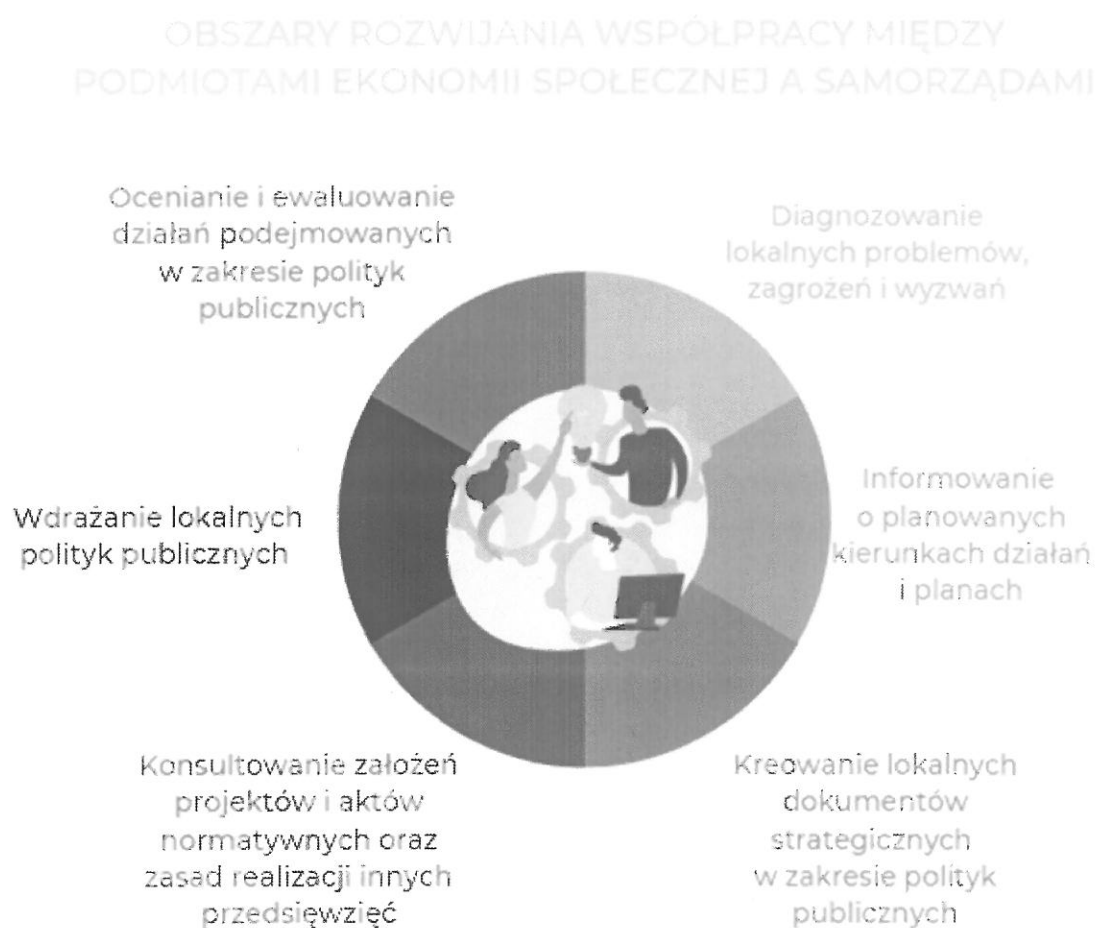 OBSZARY ROZWIJANIA WSPÓŁPRACY MIĘDZY
PODMIOTAMI EKONOMII SPOŁECZNEJ A SAMORZĄDAMI
Ocenianie i ewaluowanie
działań podejmowanych
w zakresie polityk
publicznych
Diagnozowanie
lokalnych problemów,
zagrożeń i wyzwań
Wdrażanie lokalnych
polityk publicznych
Informowanie
o planowanych
kierunkach działań
i planach
Konsultowanie założeń
projektów i aktów
normatywnych oraz
zasad realizacji innych
przedsięwzięć
Kreowanie lokalnych
dokumentów
strategicznych
w zakresie polityk
publicznych